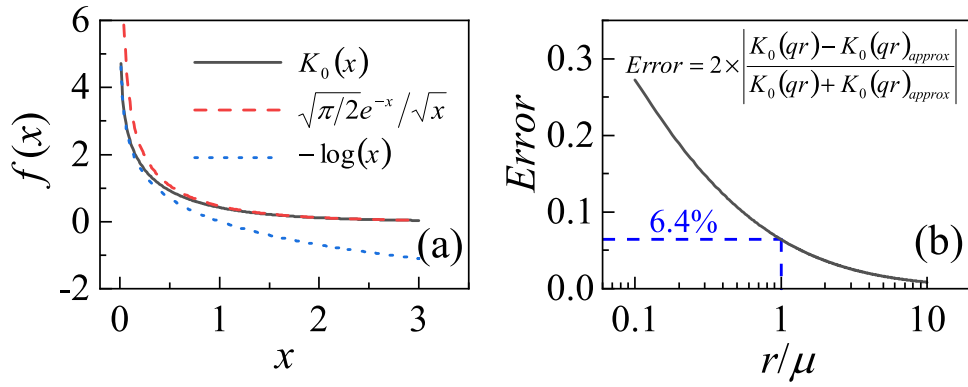 6
4
2
0
-2
f(x)
K₀(x)
√(π/2)e⁻ˣ/√x
−log(x)
(a)
0 1 2 3
x
0.3
0.2
0.1
0.0
Error
Error = 2×|K₀(qr)−K₀(qr)approx / K₀(qr)+K₀(qr)approx|
6.4%
(b)
0.1 1 10
r/μ